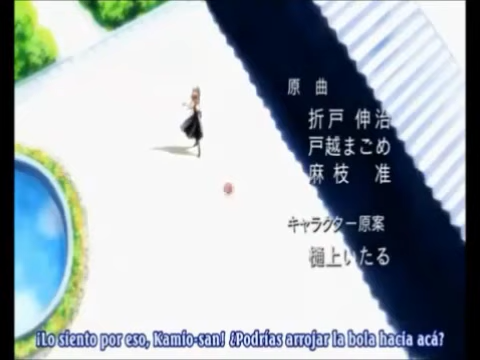 原　曲
折戸 伸治
戸越まごめ
麻枝　准
キャラクター原案
樋上いたる
¡Lo siento por eso, Kamio-san! ¿Podrías arrojar la bola hacia acá?